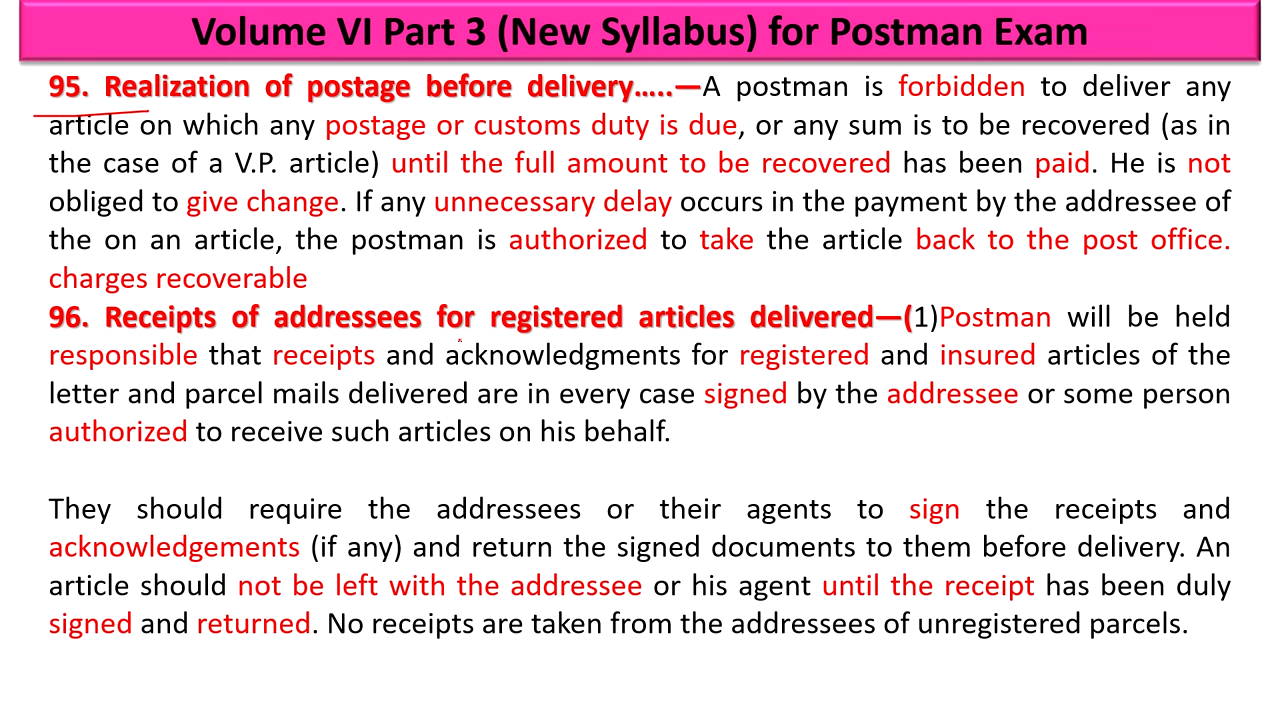 Volume VI Part 3 (New Syllabus) for Postman Exam
95. Realization of postage before delivery…..—A postman is forbidden to deliver any
article on which any postage or customs duty is due, or any sum is to be recovered (as in
the case of a V.P. article) until the full amount to be recovered has been paid. He is not
obliged to give change. If any unnecessary delay occurs in the payment by the addressee of
the on an article, the postman is authorized to take the article back to the post office.
charges recoverable
96. Receipts of addressees for registered articles delivered—(1)Postman will be held
responsible that receipts and acknowledgments for registered and insured articles of the
letter and parcel mails delivered are in every case signed by the addressee or some person
authorized to receive such articles on his behalf.
They should require the addressees or their agents to sign the receipts and
acknowledgements (if any) and return the signed documents to them before delivery. An
article should not be left with the addressee or his agent until the receipt has been duly
signed and returned. No receipts are taken from the addressees of unregistered parcels.